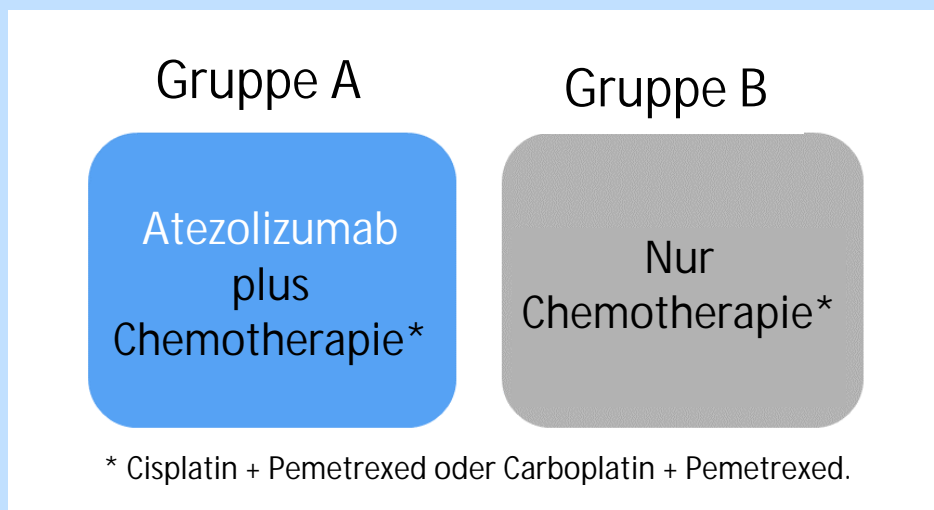 Gruppe A
Atezolizumab
plus
Chemotherapie*
Gruppe B
Nur
Chemotherapie*
* Cisplatin + Pemetrexed oder Carboplatin + Pemetrexed.